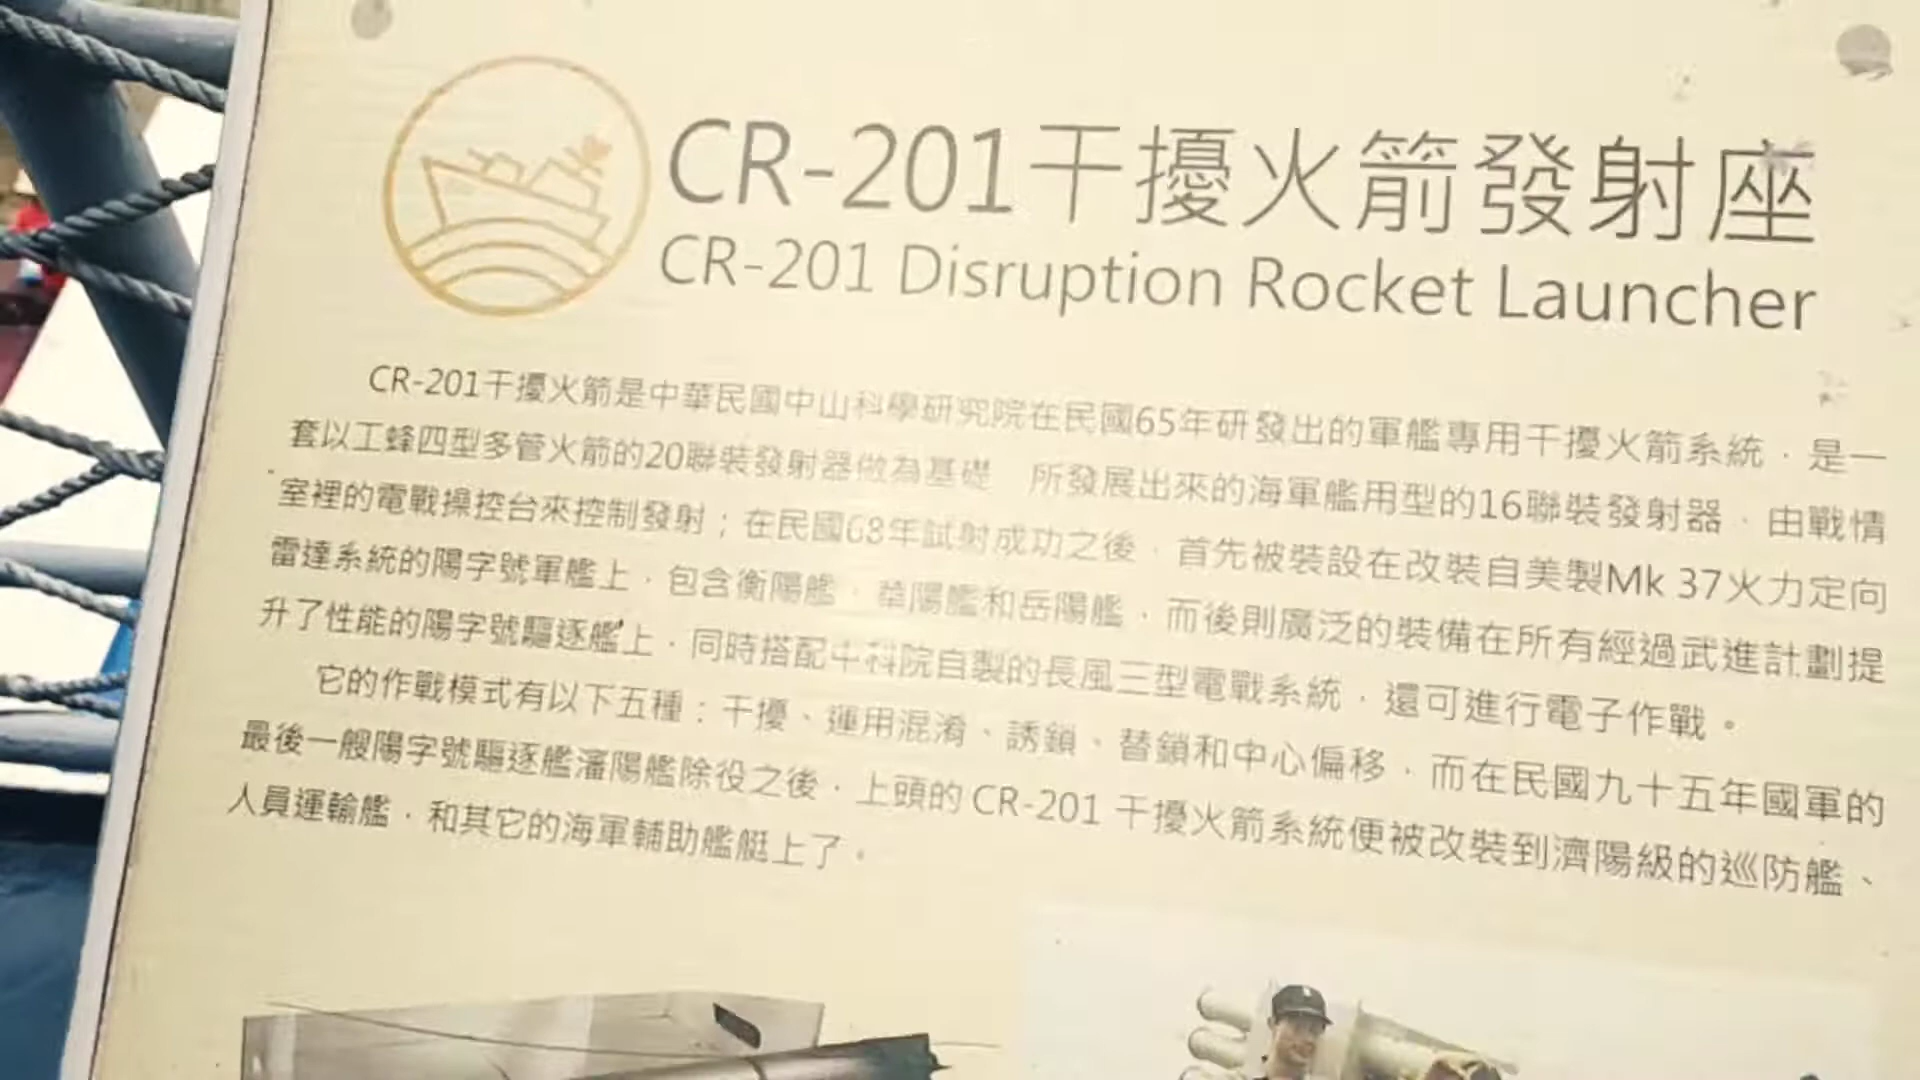 CR-201干擾火箭發射座
CR-201 Disruption Rocket Launcher
CR-201干擾火箭是中華民國中山科學研究院在民國65年研發出的軍艦專用干擾火箭系統，是一
套以工蜂四型多管火箭的20聯裝發射器做為基礎 所發展出來的海軍艦用型的16聯裝發射器，由戰情
室裡的電戰操控台來控制發射；在民國68年試射成功之後，首先被裝設在改裝自美製Mk 37火力定向
雷達系統的陽字號軍艦上，包含衡陽艦，華陽艦和岳陽艦，而後則廣泛的裝備在所有經過武進計劃提
升了性能的陽字號驅逐艦上，同時搭配中科院自製的長風三型電戰系統，還可進行電子作戰。
它的作戰模式有以下五種：干擾、運用混淆、誘鎖、替鎖和中心偏移，而在民國九十五年國軍的
最後一艘陽字號驅逐艦瀋陽艦除役之後，上頭的 CR-201 干擾火箭系統便被改裝到濟陽級的巡防艦、
人員運輸艦，和其它的海軍輔助艦艇上了。